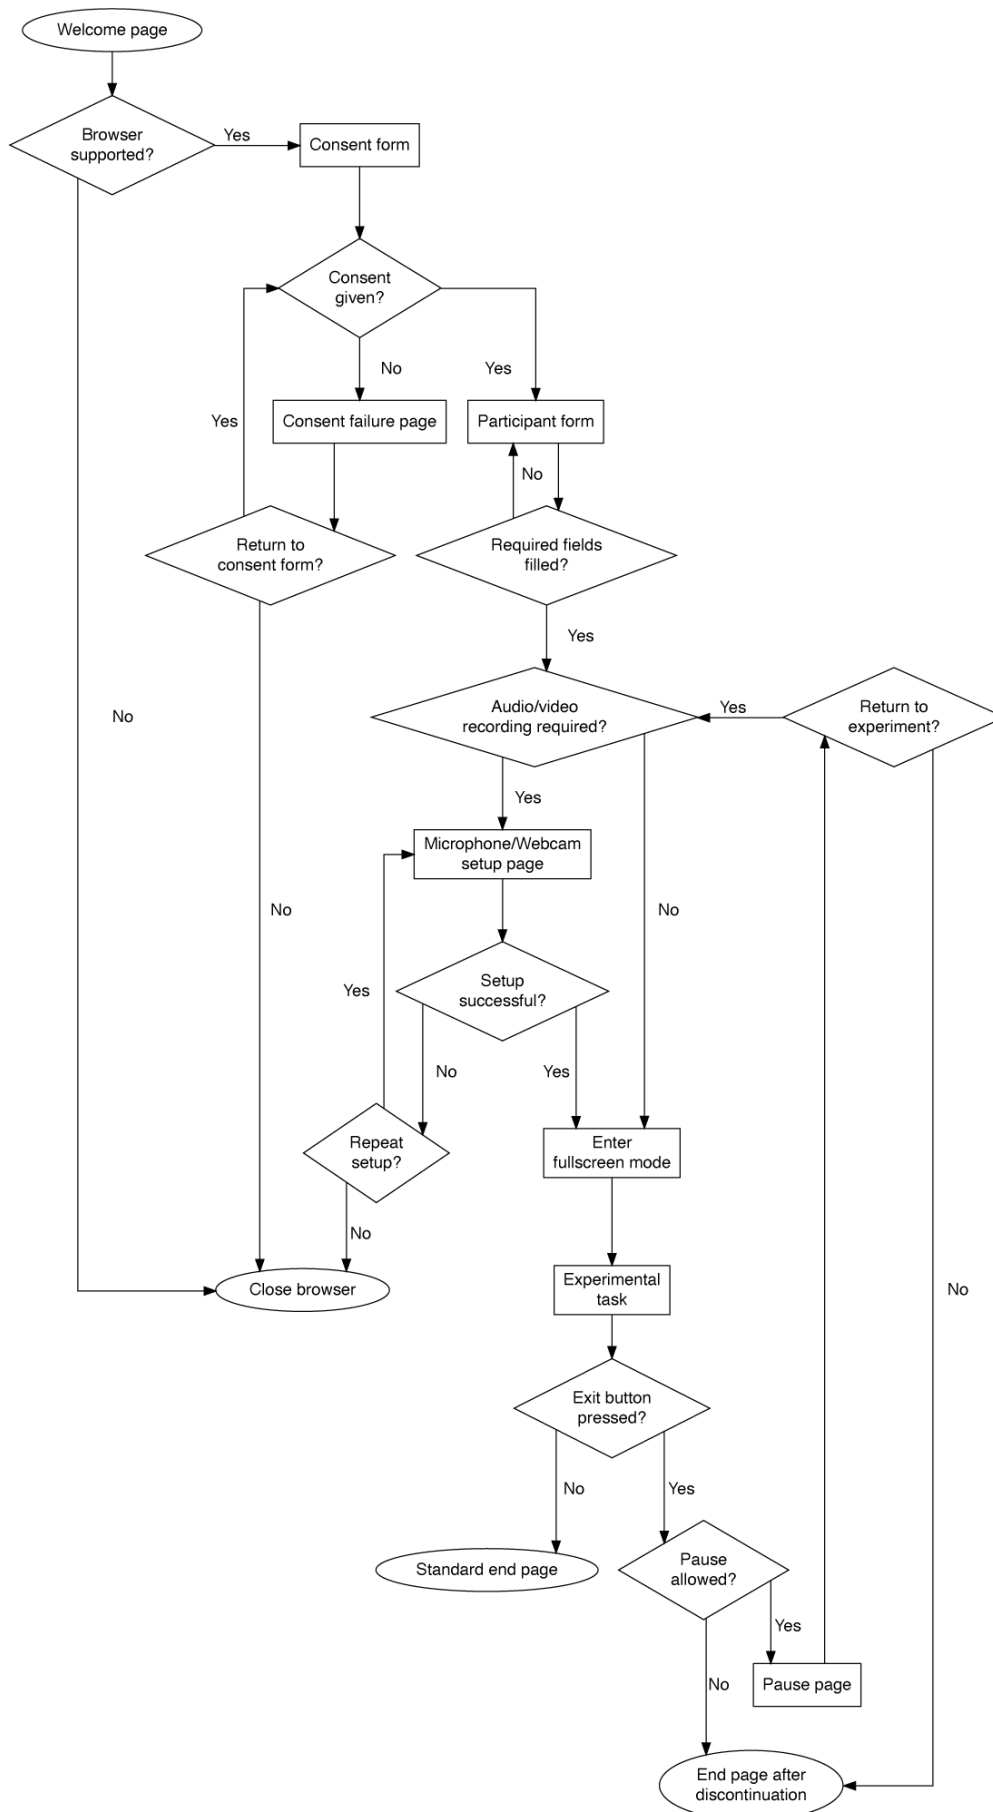 Welcome page
Browser
supported?
Yes
Consent form
Consent
given?
No
Yes
Yes
Consent failure page
Participant form
No
Return to
consent form?
Required fields
filled?
Yes
No
Audio/video
recording required?
Yes
Return to
experiment?
Yes
Microphone/Webcam
setup page
No
No
Setup
successful?
Yes
No
Yes
Repeat
setup?
Enter
fullscreen mode
No
Close browser
Experimental
task
No
Exit button
pressed?
No
Yes
Standard end page
Pause
allowed?
Yes
No
Pause page
End page after
discontinuation